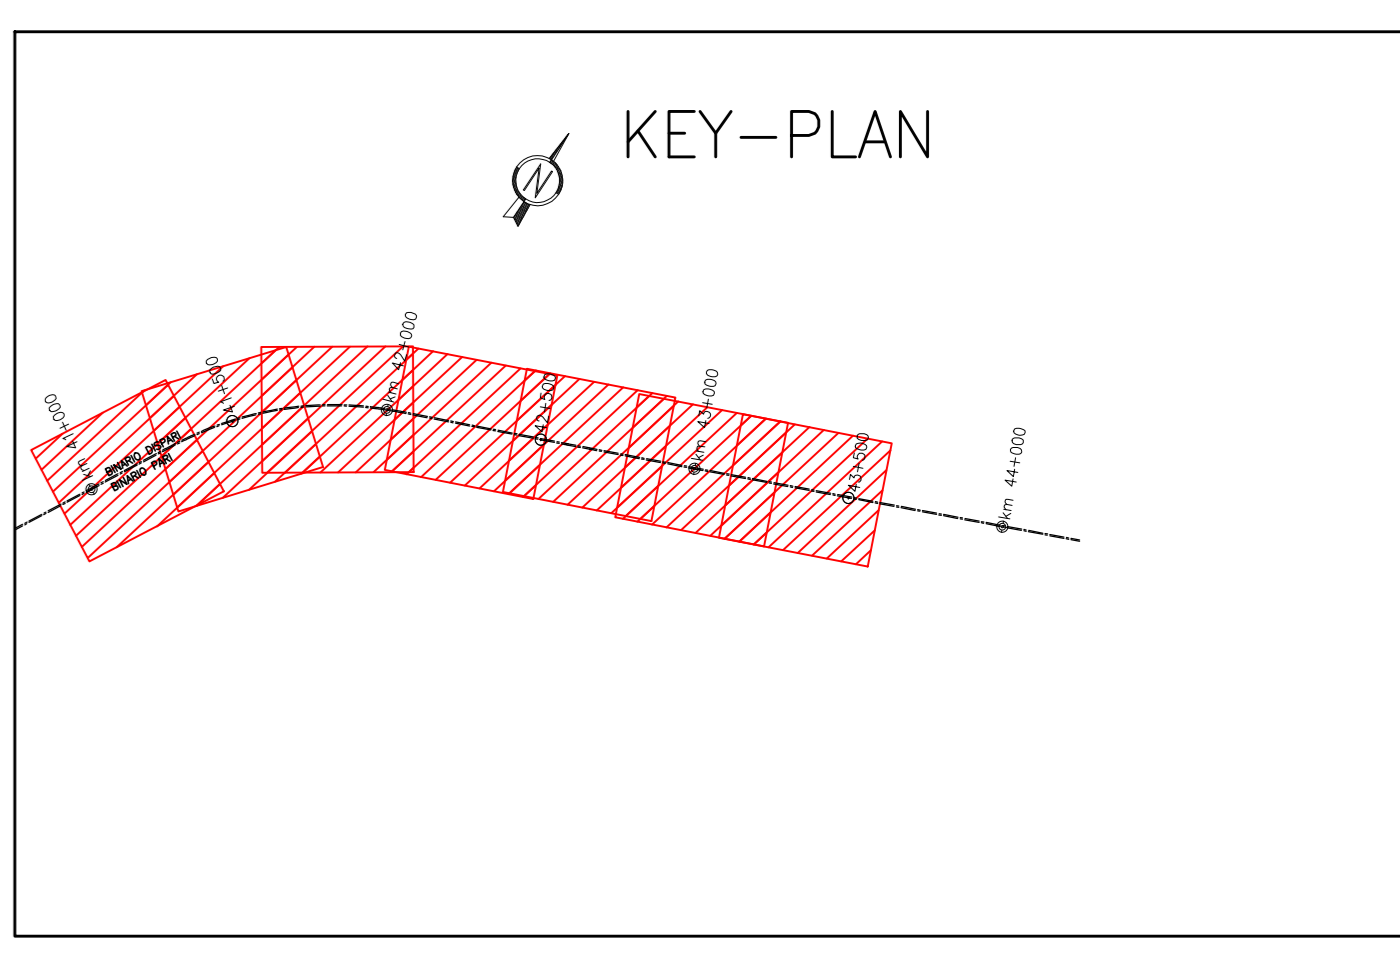 KEY-PLAN
N
km 41+000
41+500
km 42+000
42+500
km 43+000
43+500
km 44+000
BINARIO DISPARI
BINARIO PARI